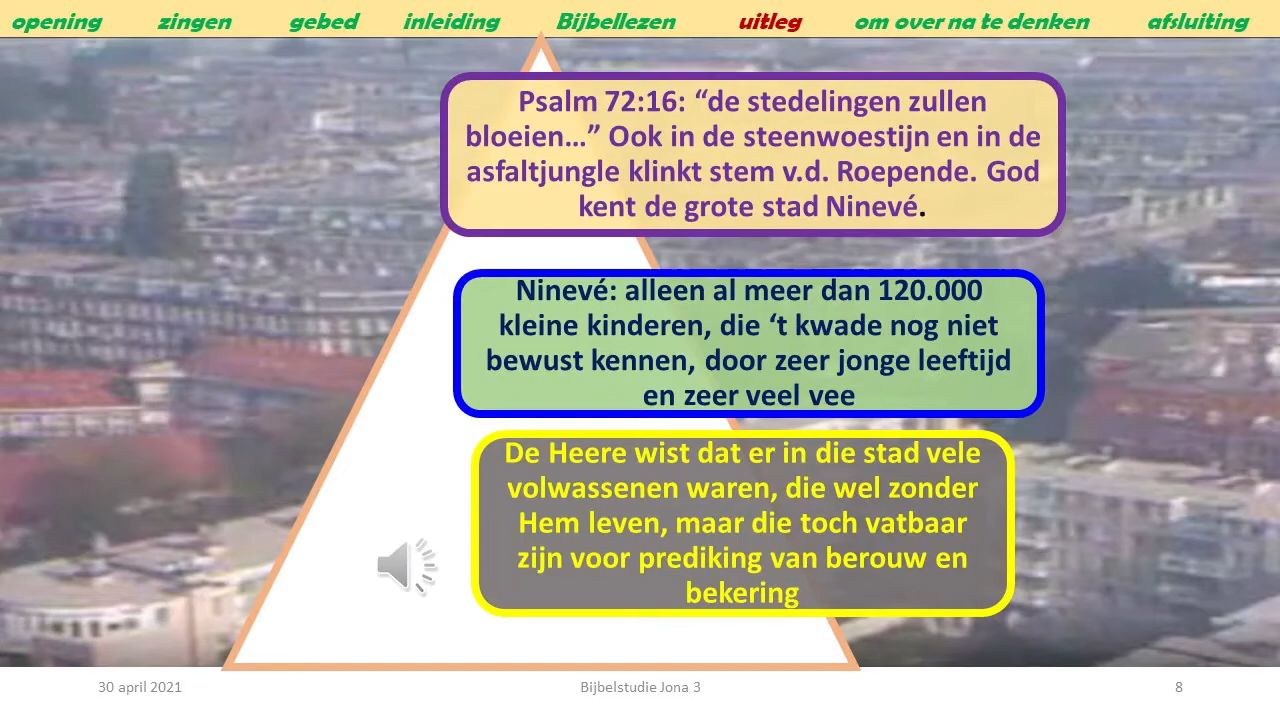 opening zingen gebed inleiding Bijbellezen uitleg om over na te denken afsluiting
Psalm 72:16: “de stedelingen zullen
bloeien…” Ook in de steenwoestijn en in de
asfaltjungle klinkt stem v.d. Roepende. God
kent de grote stad Ninevé.
Ninevé: alleen al meer dan 120.000
kleine kinderen, die ‘t kwade nog niet
bewust kennen, door zeer jonge leeftijd
en zeer veel vee
De Heere wist dat er in die stad vele
volwassenen waren, die wel zonder
Hem leven, maar die toch vatbaar
zijn voor prediking van berouw en
bekering
30 april 2021 Bijbelstudie Jona 3 8